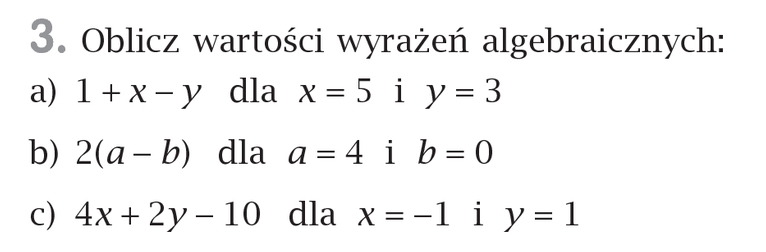 3. Oblicz wartości wyrażeń algebraicznych:
a) 1 + x – y dla x = 5 i y = 3
b) 2(a – b) dla a = 4 i b = 0
c) 4x + 2y – 10 dla x = –1 i y = 1